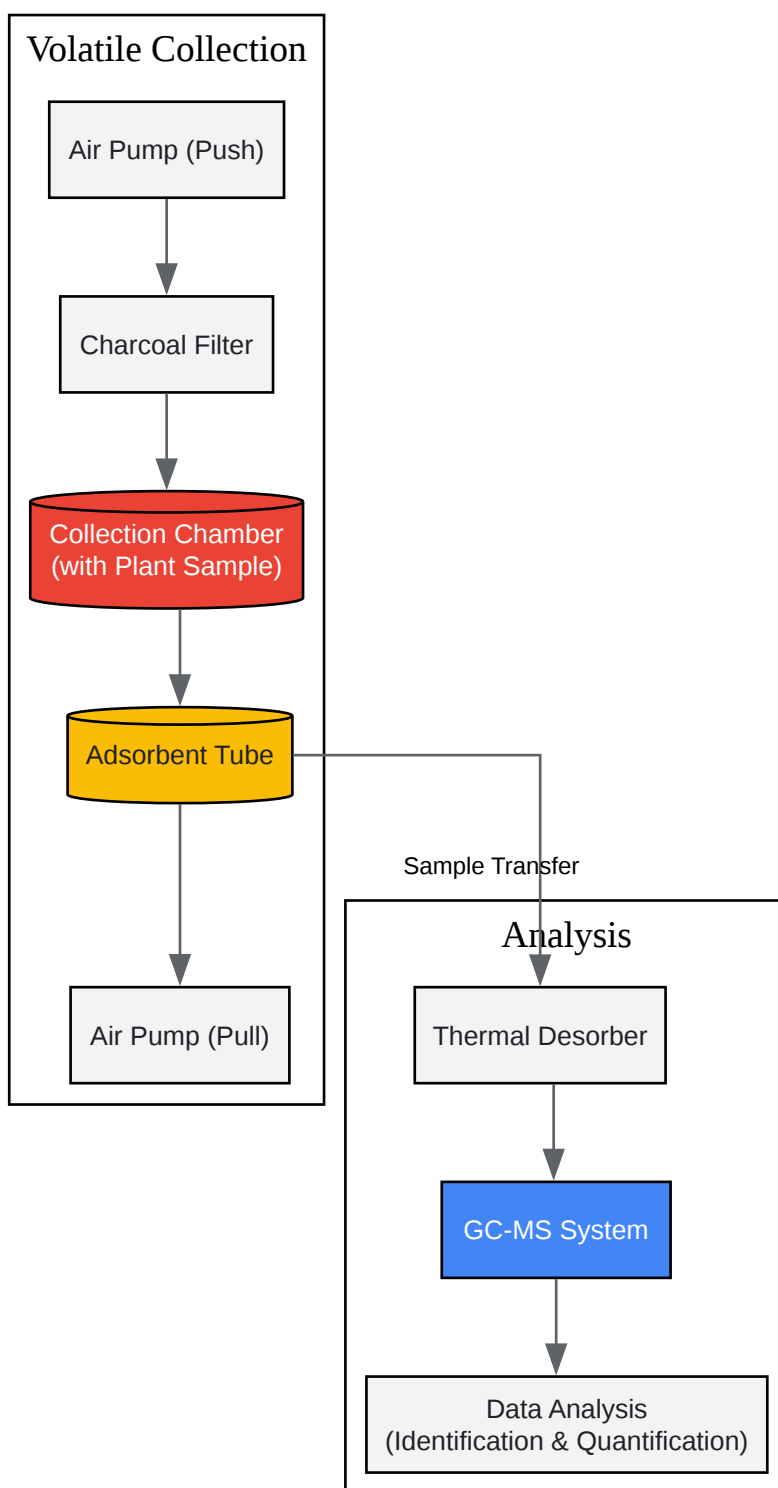 Volatile Collection
Air Pump (Push)
Charcoal Filter
Collection Chamber
(with Plant Sample)
Adsorbent Tube
Air Pump (Pull)
Sample Transfer
Analysis
Thermal Desorber
GC-MS System
Data Analysis
(Identification & Quantification)